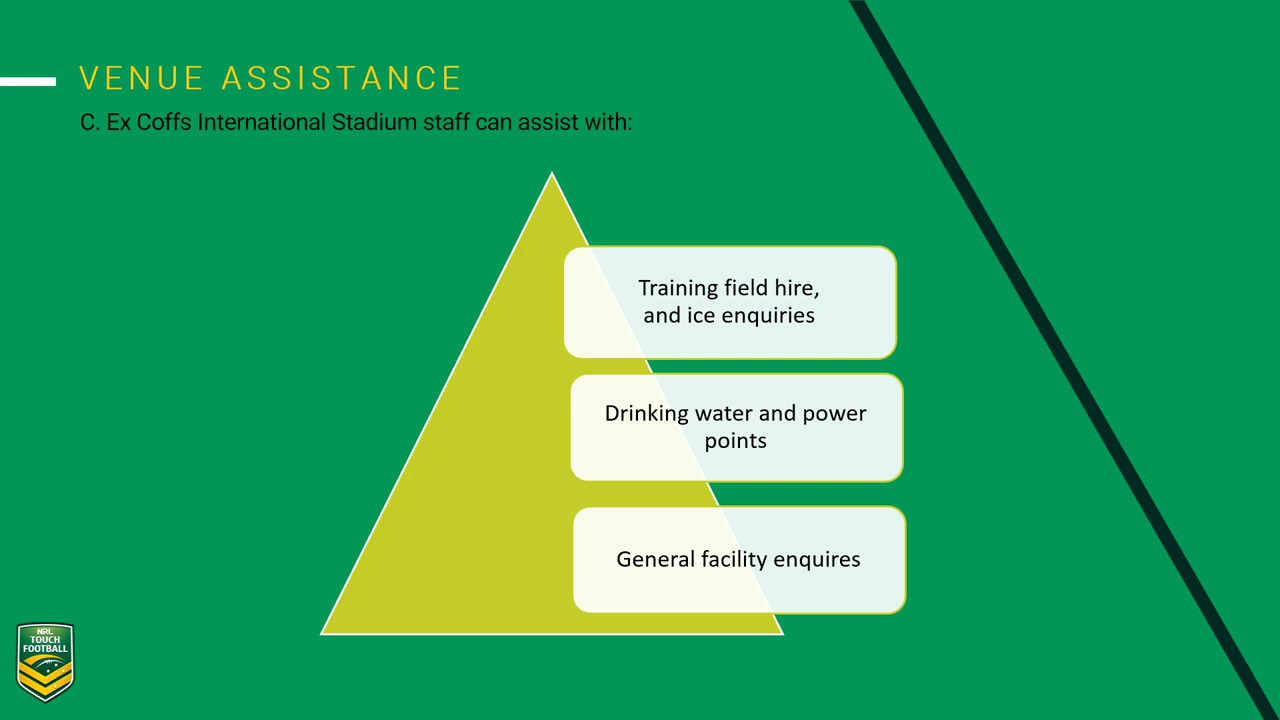 VENUE ASSISTANCE
C. Ex Coffs International Stadium staff can assist with:
Training field hire,
and ice enquiries
Drinking water and power
points
General facility enquires
NRL
TOUCH
FOOTBALL